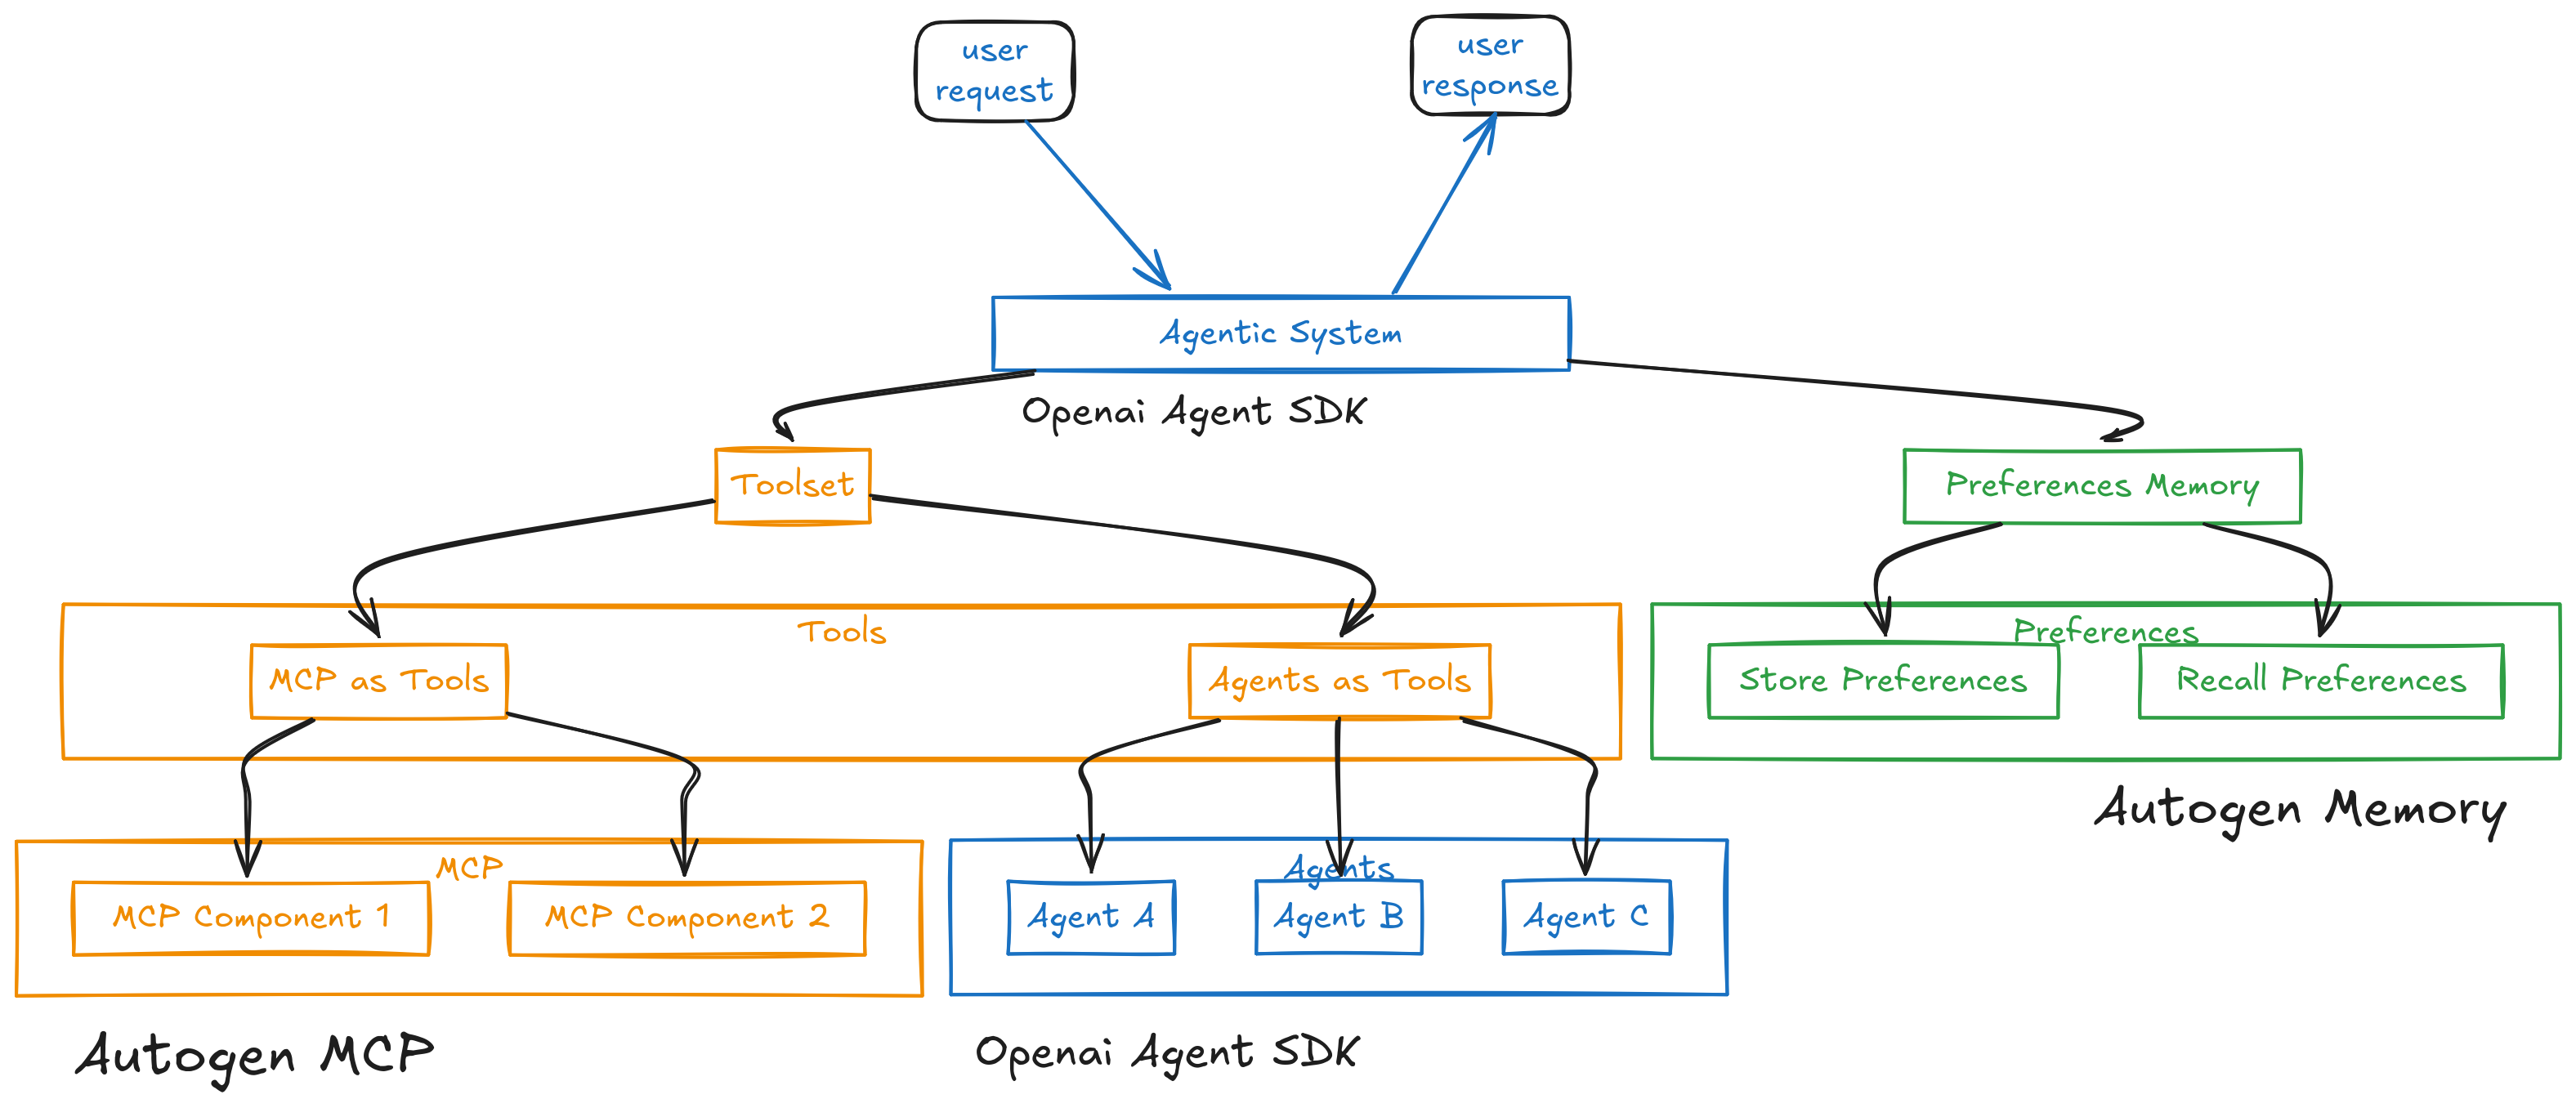 user
request
user
response
Agentic System
Openai Agent SDK
Toolset
Preferences Memory
Tools
MCP as Tools
Agents as Tools
Preferences
Store Preferences
Recall Preferences
Autogen Memory
MCP
MCP Component 1
MCP Component 2
Agents
Agent A
Agent B
Agent C
Autogen MCP
Openai Agent SDK